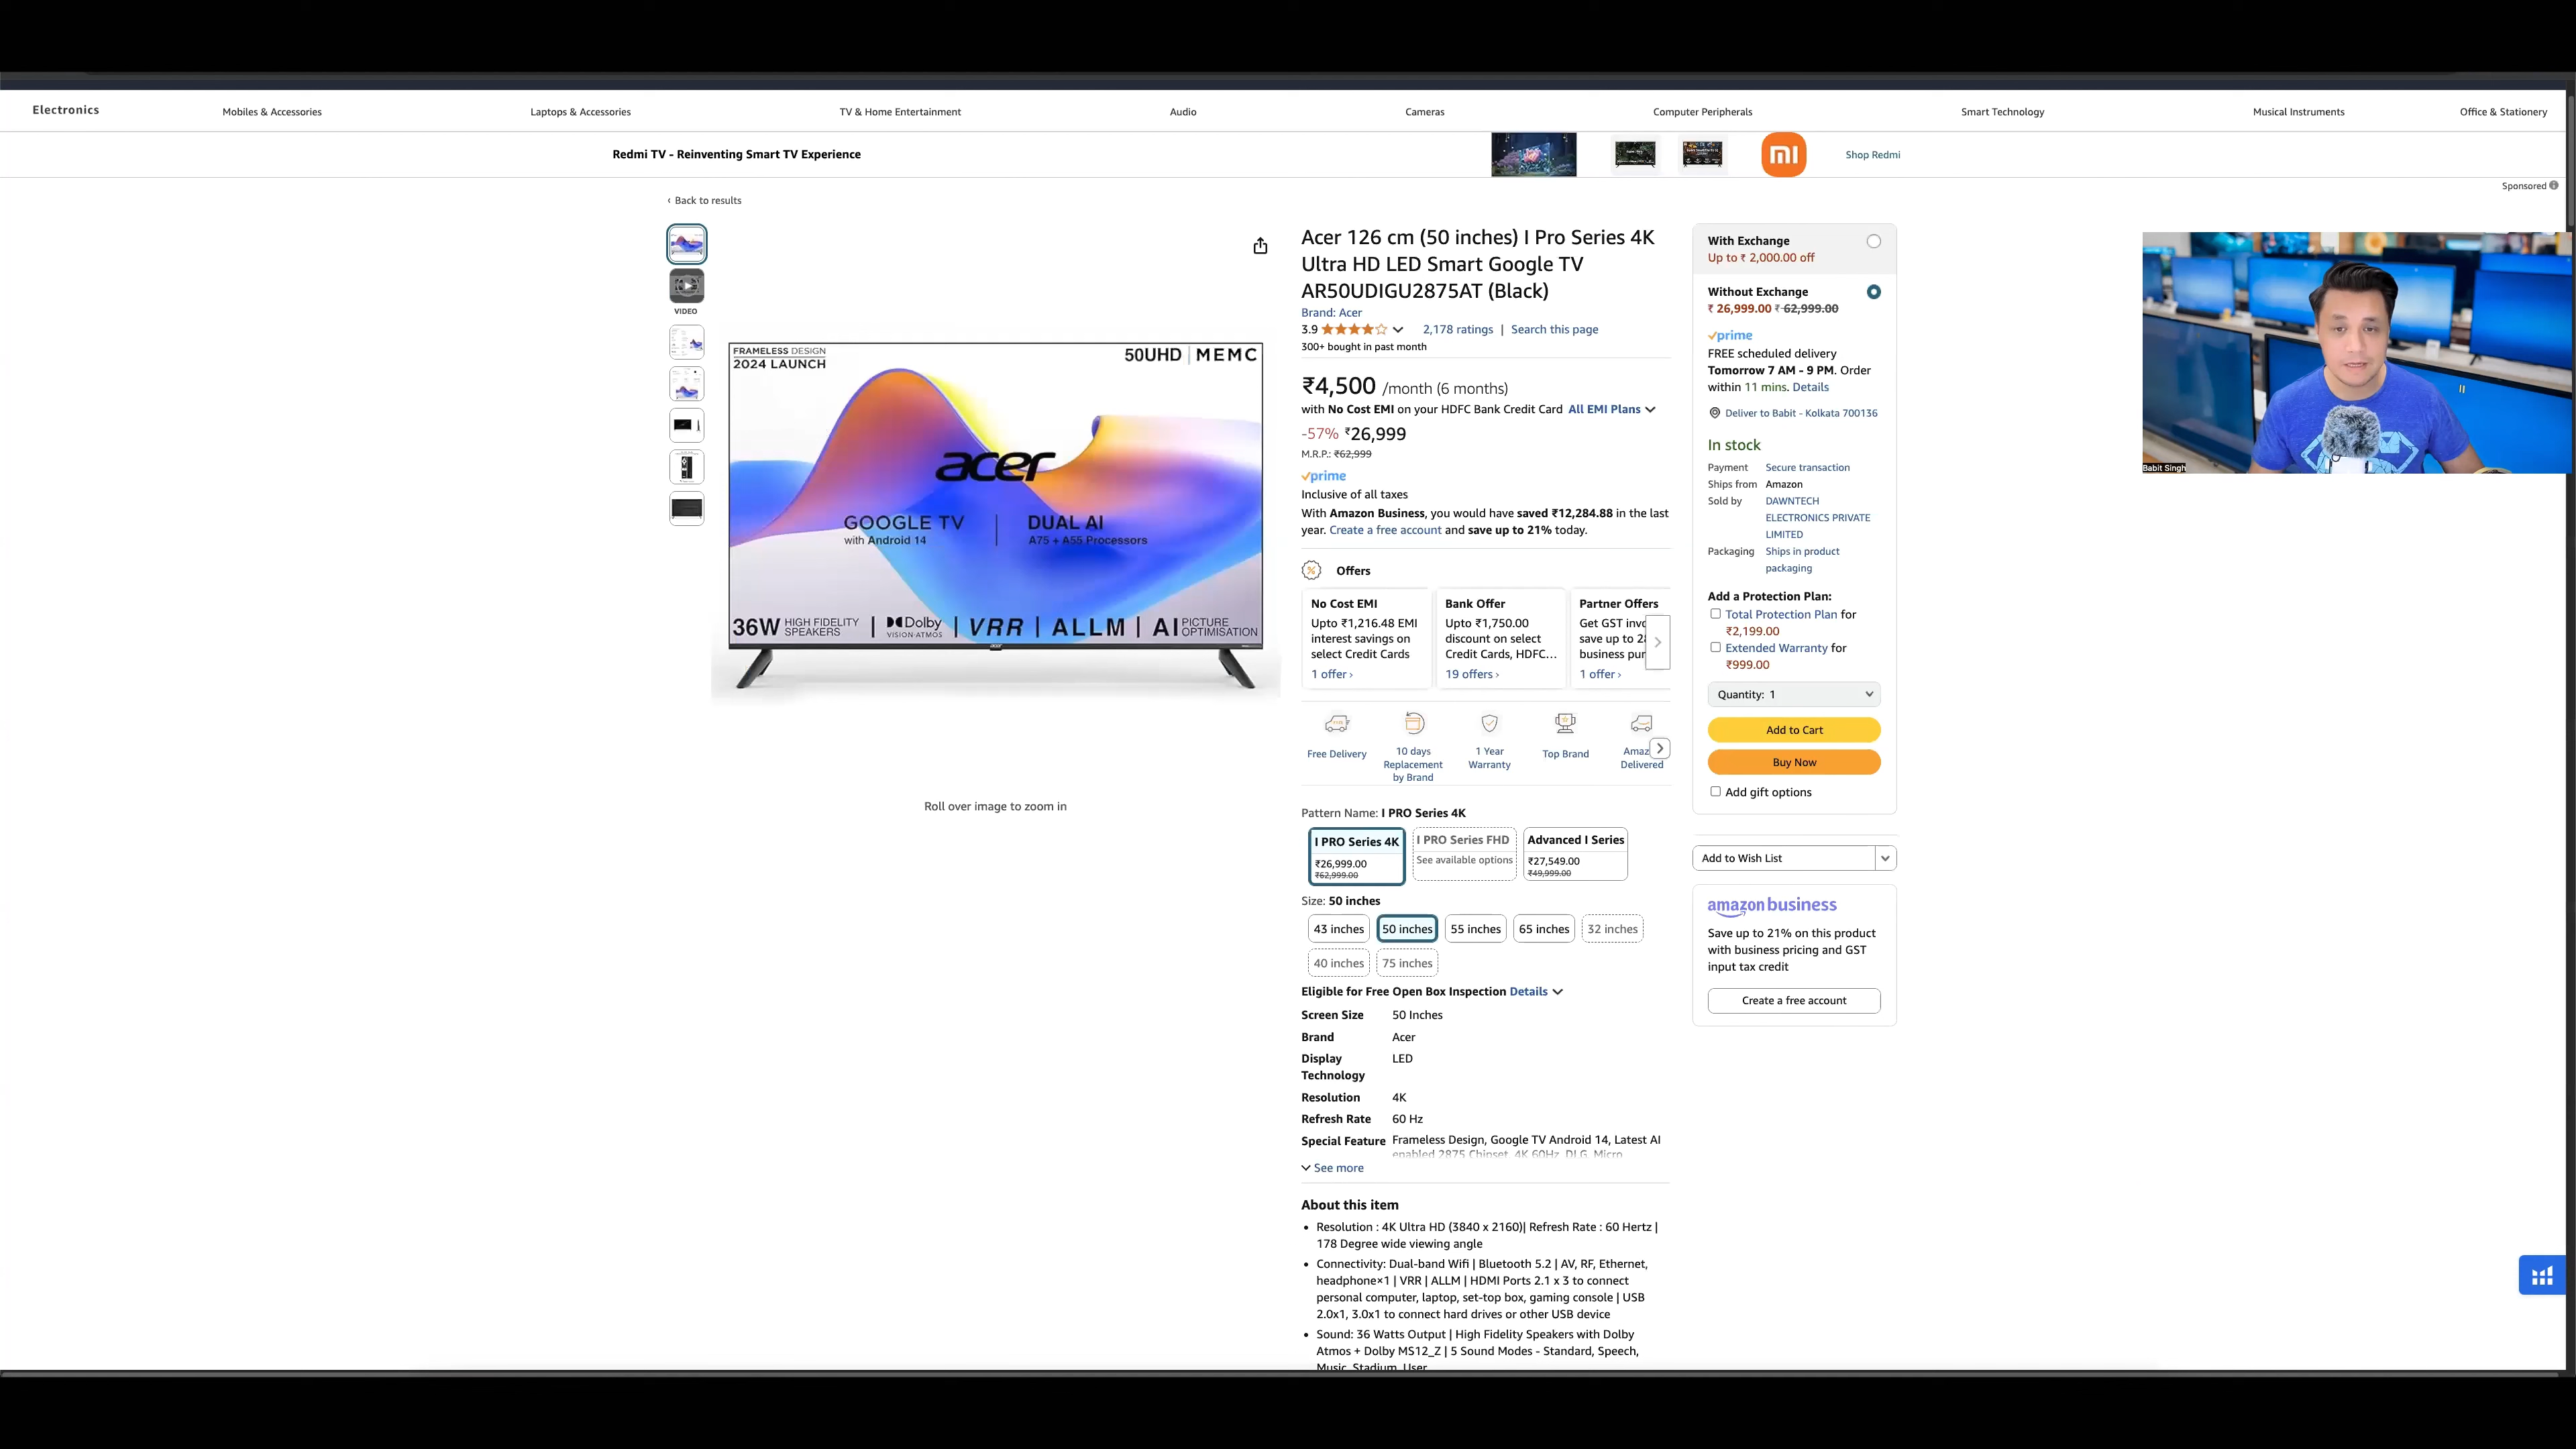 Electronics
Mobiles & Accessories
Laptops & Accessories
TV & Home Entertainment
Audio
Cameras
Computer Peripherals
Smart Technology
Musical Instruments
Office & Stationery
Redmi TV - Reinventing Smart TV Experience
mi
Shop Redmi
Sponsored
‹ Back to results
VIDEO
FRAMELESS DESIGN
2024 LAUNCH
50UHD | MEMC
acer
GOOGLE TV
with Android 14
DUAL AI
A75 + A55 Processors
36W HIGH FIDELITY
SPEAKERS
Dolby
VISION·ATMOS
VRR | ALLM |
AI PICTURE
OPTIMISATION
Roll over image to zoom in
Acer 126 cm (50 inches) I Pro Series 4K
Ultra HD LED Smart Google TV
AR50UDIGU2875AT (Black)
Brand: Acer
3.9
2,178 ratings | Search this page
300+ bought in past month
₹4,500 /month (6 months)
with No Cost EMI on your HDFC Bank Credit Card All EMI Plans
-57% ₹26,999
M.R.P.: ₹62,999
prime
Inclusive of all taxes
With Amazon Business, you would have saved ₹12,284.88 in the last
year. Create a free account and save up to 21% today.
Offers
No Cost EMI
Upto ₹1,216.48 EMI
interest savings on
select Credit Cards
1 offer ›
Bank Offer
Upto ₹1,750.00
discount on select
Credit Cards, HDFC…
19 offers ›
Partner Offers
Get GST invo
save up to 28
business pur
1 offer ›
Free Delivery
10 days
Replacement
by Brand
1 Year
Warranty
Top Brand
Amaz
Delivered
Pattern Name: I PRO Series 4K
I PRO Series 4K
₹26,999.00
₹62,999.00
I PRO Series FHD
See available options
Advanced I Series
₹27,549.00
₹49,999.00
Size: 50 inches
43 inches
50 inches
55 inches
65 inches
32 inches
40 inches
75 inches
Eligible for Free Open Box Inspection Details
Screen Size 50 Inches
Brand Acer
Display LED
Technology
Resolution 4K
Refresh Rate 60 Hz
Special Feature Frameless Design, Google TV Android 14, Latest AI
enabled 2875 Chipset, 4K 60Hz, DLG, Micro
See more
About this item
• Resolution : 4K Ultra HD (3840 x 2160)| Refresh Rate : 60 Hertz |
178 Degree wide viewing angle
• Connectivity: Dual-band Wifi | Bluetooth 5.2 | AV, RF, Ethernet,
headphone×1 | VRR | ALLM | HDMI Ports 2.1 x 3 to connect
personal computer, laptop, set-top box, gaming console | USB
2.0x1, 3.0x1 to connect hard drives or other USB device
• Sound: 36 Watts Output | High Fidelity Speakers with Dolby
Atmos + Dolby MS12_Z | 5 Sound Modes - Standard, Speech,
Music, Stadium, User
With Exchange
Up to ₹ 2,000.00 off
Without Exchange
₹ 26,999.00 ₹ 62,999.00
prime
FREE scheduled delivery
Tomorrow 7 AM - 9 PM. Order
within 11 mins. Details
Deliver to Babit - Kolkata 700136
In stock
Payment Secure transaction
Ships from Amazon
Sold by DAWNTECH
ELECTRONICS PRIVATE
LIMITED
Packaging Ships in product
packaging
Add a Protection Plan:
Total Protection Plan for
₹2,199.00
Extended Warranty for
₹999.00
Quantity: 1
Add to Cart
Buy Now
Add gift options
Add to Wish List
amazon business
Save up to 21% on this product
with business pricing and GST
input tax credit
Create a free account
Babit Singh